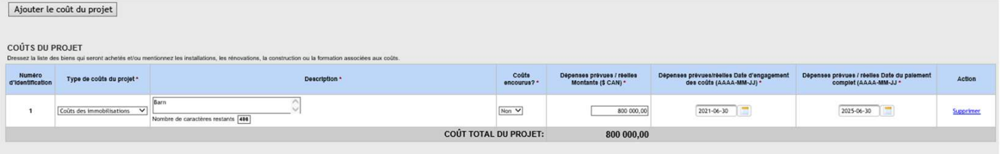 Ajouter le coût du projet
COÛTS DU PROJET
Dressez la liste des biens qui seront achetés et/ou mentionnez les installations, les rénovations, la construction ou la formation associées aux coûts.
Numéro d'identification
Type de coûts du projet *
Description *
Coûts encourus? *
Dépenses prévues / réelles Montants ($ CAN) *
Dépenses prévues/réelles Date d'engagement des coûts (AAAA-MM-JJ) *
Dépenses prévues / réelles Date du paiement complet (AAAA-MM-JJ *
Action
1
Coûts des immobilisations
Barn
Nombre de caractères restants 496
Non
800 000,00
2021-06-30
2025-06-30
Supprimer
COÛT TOTAL DU PROJET: 800 000,00